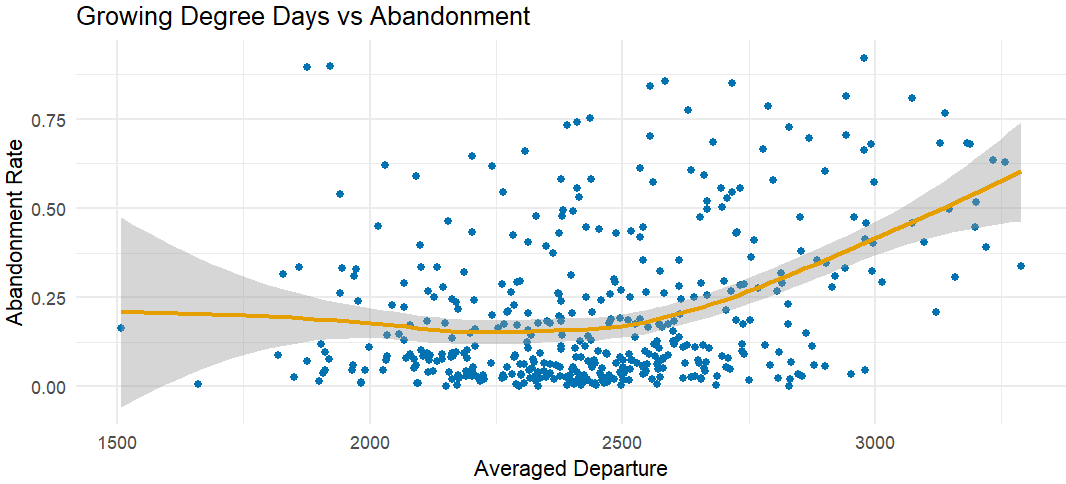 Growing Degree Days vs Abandonment
Abandonment Rate
0.75
0.50
0.25
0.00
1500 2000 2500 3000
Averaged Departure